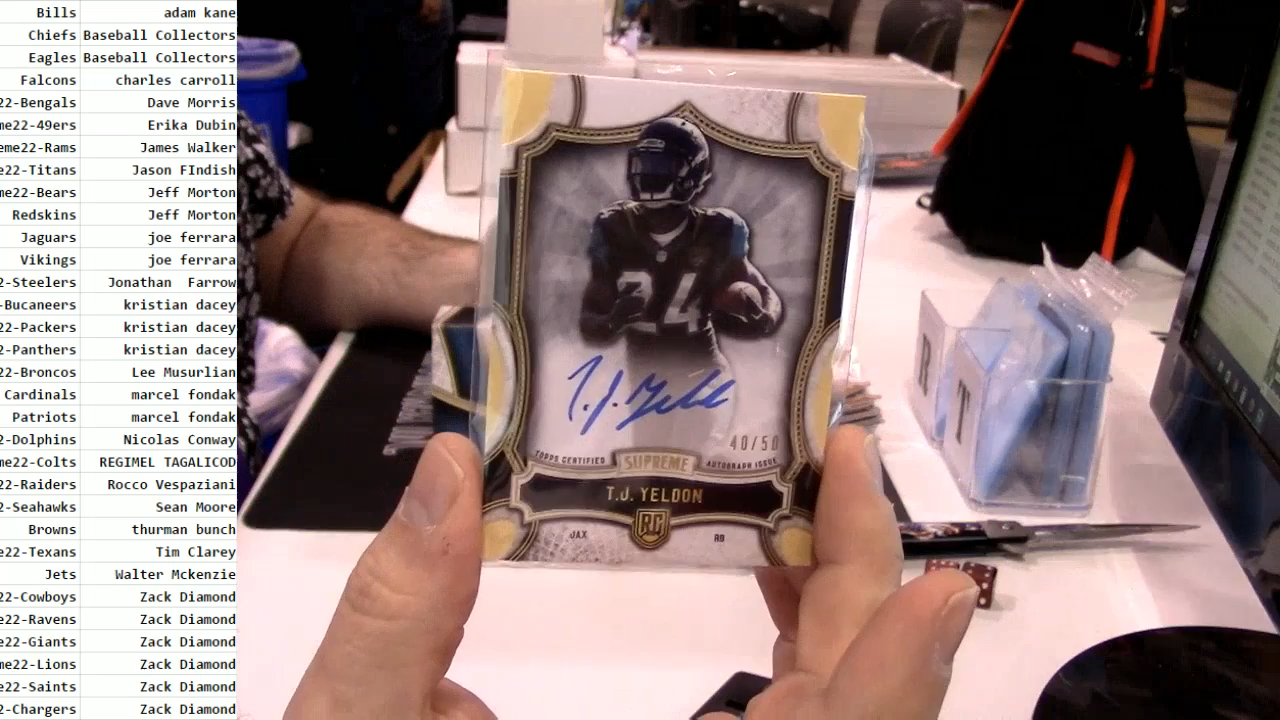 Bills adam kane
Chiefs Baseball Collectors
Eagles Baseball Collectors
Falcons charles carroll
22-Bengals Dave Morris
me22-49ers Erika Dubin
eme22-Rams James Walker
e22-Titans Jason FIndish
me22-Bears Jeff Morton
Redskins Jeff Morton
Jaguars joe ferrara
Vikings joe ferrara
2-Steelers Jonathan Farrow
-Bucaneers kristian dacey
22-Packers kristian dacey
2-Panthers kristian dacey
22-Broncos Lee Musurlian
Cardinals marcel fondak
Patriots marcel fondak
2-Dolphins Nicolas Conway
me22-Colts REGIMEL TAGALICOD
22-Raiders Rocco Vespaziani
2-Seahawks Sean Moore
Browns thurman bunch
e22-Texans Tim Clarey
Jets Walter Mckenzie
22-Cowboys Zack Diamond
22-Ravens Zack Diamond
e22-Giants Zack Diamond
me22-Lions Zack Diamond
e22-Saints Zack Diamond
2-Chargers Zack Diamond
24
T.J. Yeldon
40/50
TOPPS CERTIFIED SUPREME AUTOGRAPH ISSUE
T.J. YELDON
JAX RC RB
R T